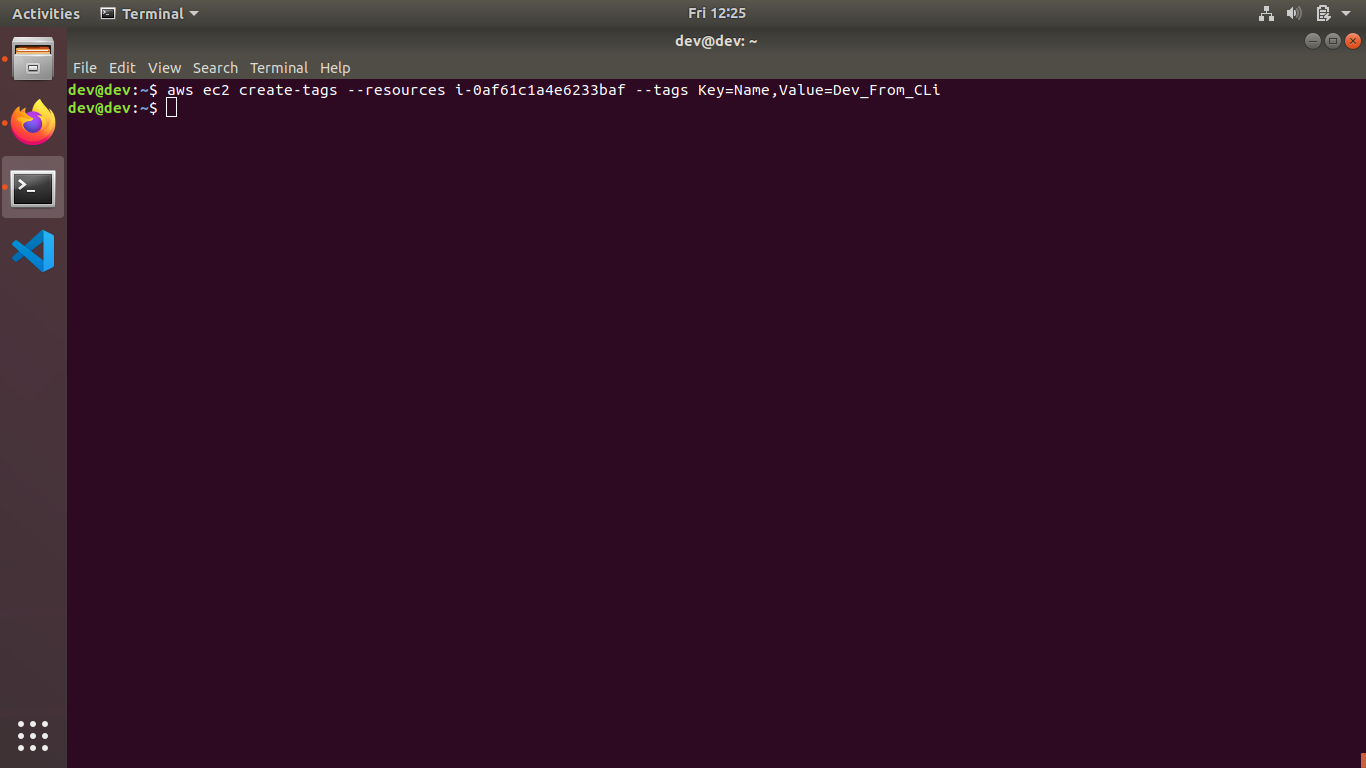 Activities Terminal Fri 12:25
dev@dev: ~
File Edit View Search Terminal Help
dev@dev:~$ aws ec2 create-tags --resources i-0af61c1a4e6233baf --tags Key=Name,Value=Dev_From_CLi
dev@dev:~$